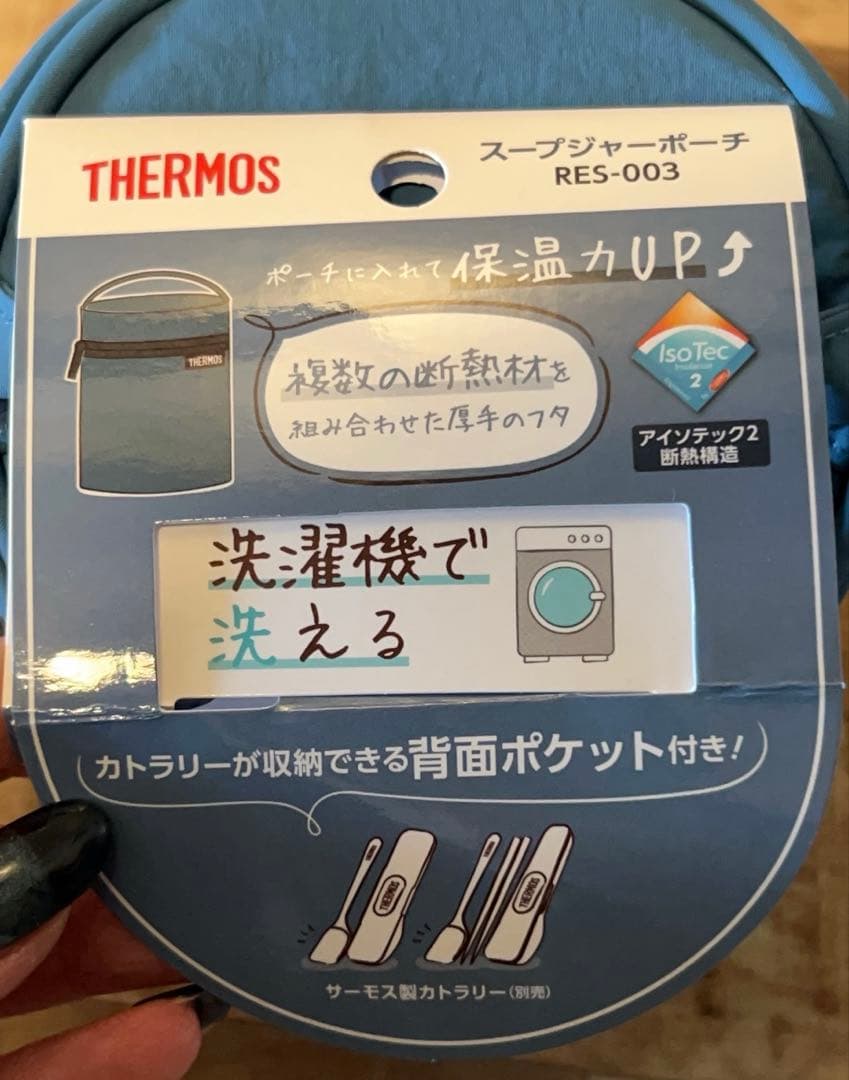 THERMOS
スープジャーポーチ
RES-003
ポーチに入れて保温力UP
THERMOS
複数の断熱材を
組み合わせた厚手のフタ
IsoTec
2
アイソテック2
断熱構造
洗濯機で
洗える
カトラリーが収納できる背面ポケット付き!
THERMOS
THERMOS
サーモス製カトラリー(別売)